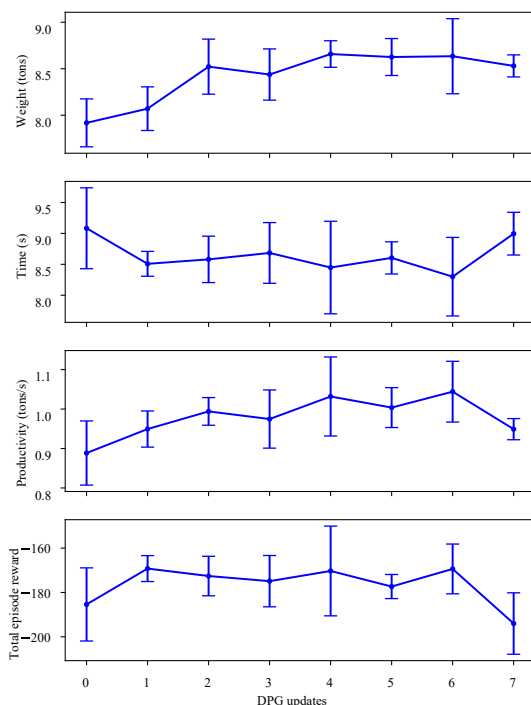 9.0
8.5
8.0
Weight (tons)
9.5
9.0
8.5
8.0
Time (s)
1.1
1.0
0.9
0.8
Productivity (tons/s)
−160
−180
−200
Total episode reward
0 1 2 3 4 5 6 7
DPG updates